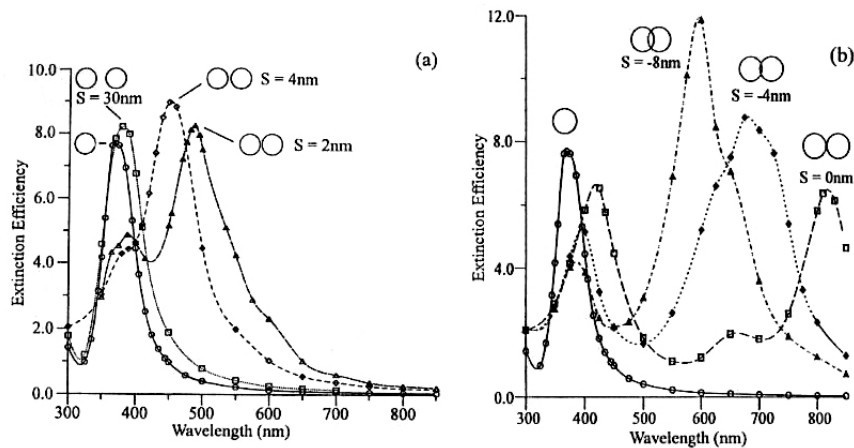 (a)
10.0
8.0
6.0
4.0
2.0
0.0
Extinction Efficiency
S = 30nm
S = 4nm
S = 2nm
300 400 500 600 700 800
Wavelength (nm)
(b)
12.0
8.0
4.0
0.0
Extinction Efficiency
S = -8nm
S = -4nm
S = 0nm
300 400 500 600 700 800
Wavelength (nm)